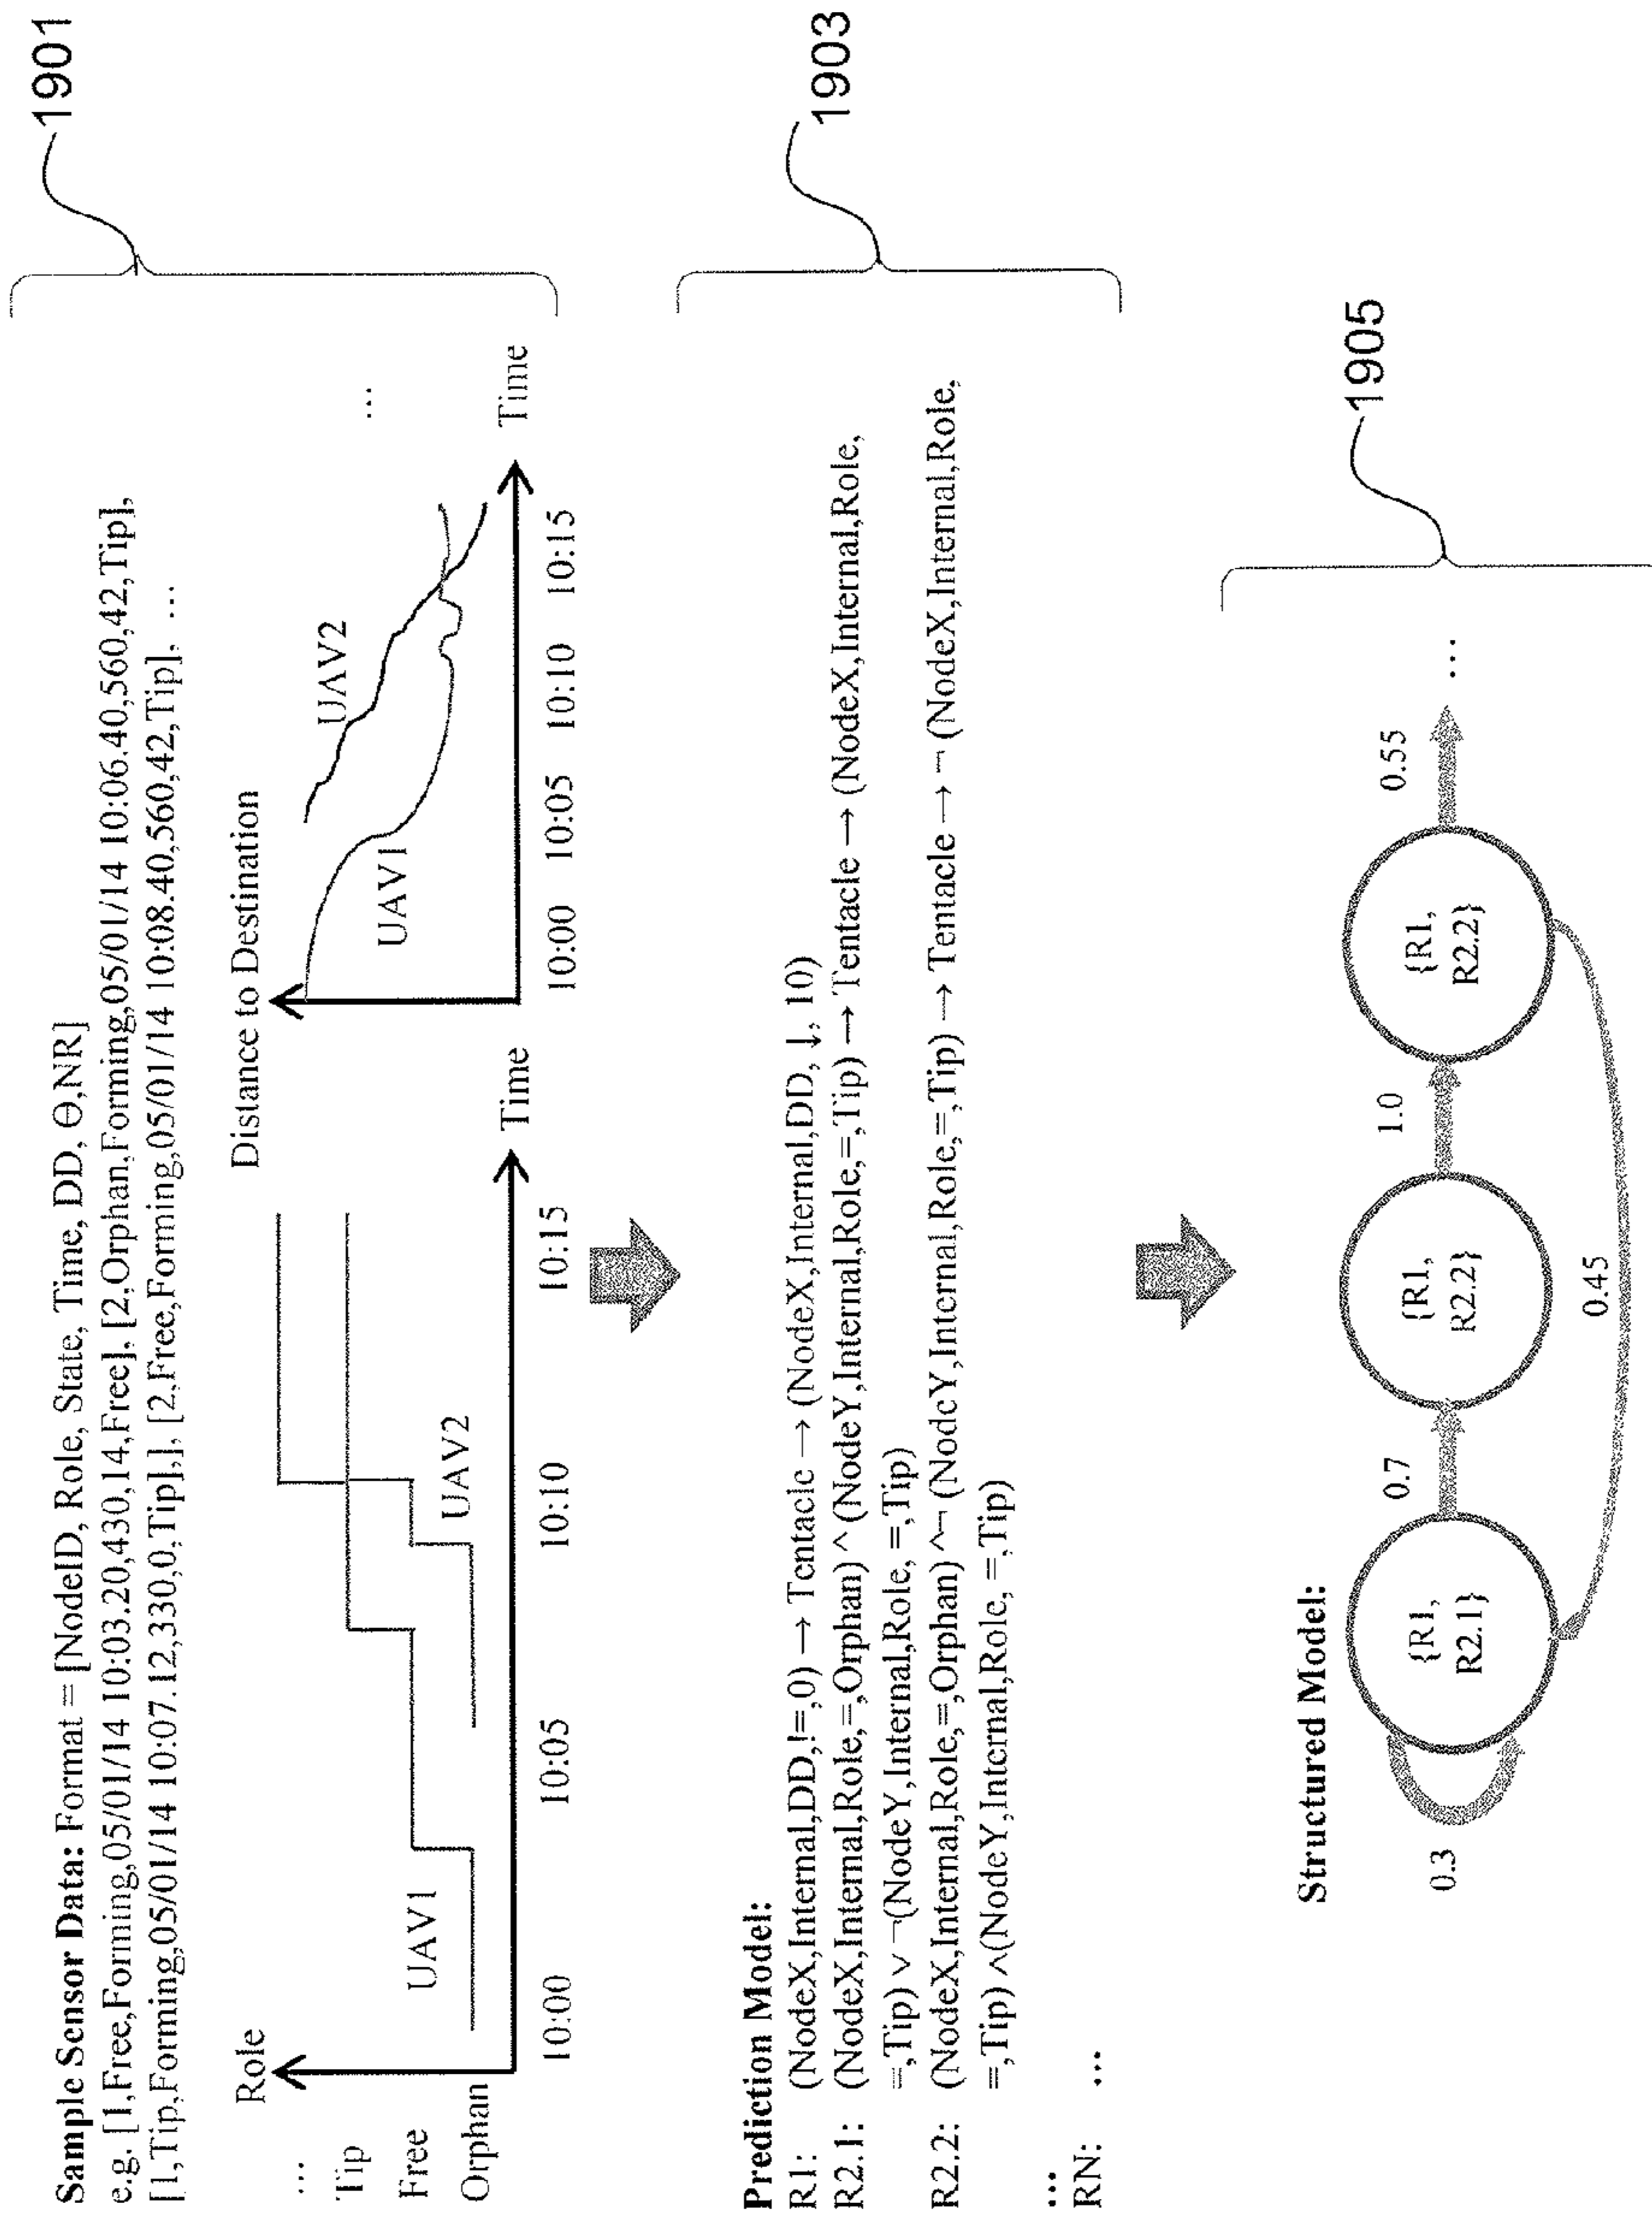 1901
Sample Sensor Data: Format = [NodeID, Role, State, Time, DD, Θ,NR]
e.g. [1,Free,Forming,05/01/14 10:03.20,430,14,Free], [2,Orphan,Forming,05/01/14 10:06.40,560,42,Tip],
[1,Tip,Forming,05/01/14 10:07.12,330,0,Tip],], [2,Free,Forming,05/01/14 10:08.40,560,42,Tip], …
Role
…
Tip
Free
Orphan
UAV1
UAV2
10:00
10:05
10:10
10:15
Time
Distance to Destination
UAV1
UAV2
…
10:00
10:05
10:10
10:15
Time
1903
Prediction Model:
R1: (NodeX,Internal,DD,!=,0) → Tentacle → (NodeX,Internal,DD, ↓, 10)
R2.1: (NodeX,Internal,Role,=,Orphan) ^ (NodeY,Internal,Role,=,Tip) → Tentacle → (NodeX,Internal,Role,
=,Tip) ∨ ¬(NodeY,Internal,Role, =,Tip)
R2.2: (NodeX,Internal,Role,=,Orphan) ^¬ (NodeY,Internal,Role,=,Tip) → Tentacle → ¬ (NodeX,Internal,Role,
=,Tip) ∧(NodeY,Internal,Role, =,Tip)
…
RN: …
1905
Structured Model:
0.3
{R1,
R2.1}
0.7
{R1,
R2.2}
1.0
{R1,
R2.2}
0.55
…
0.45